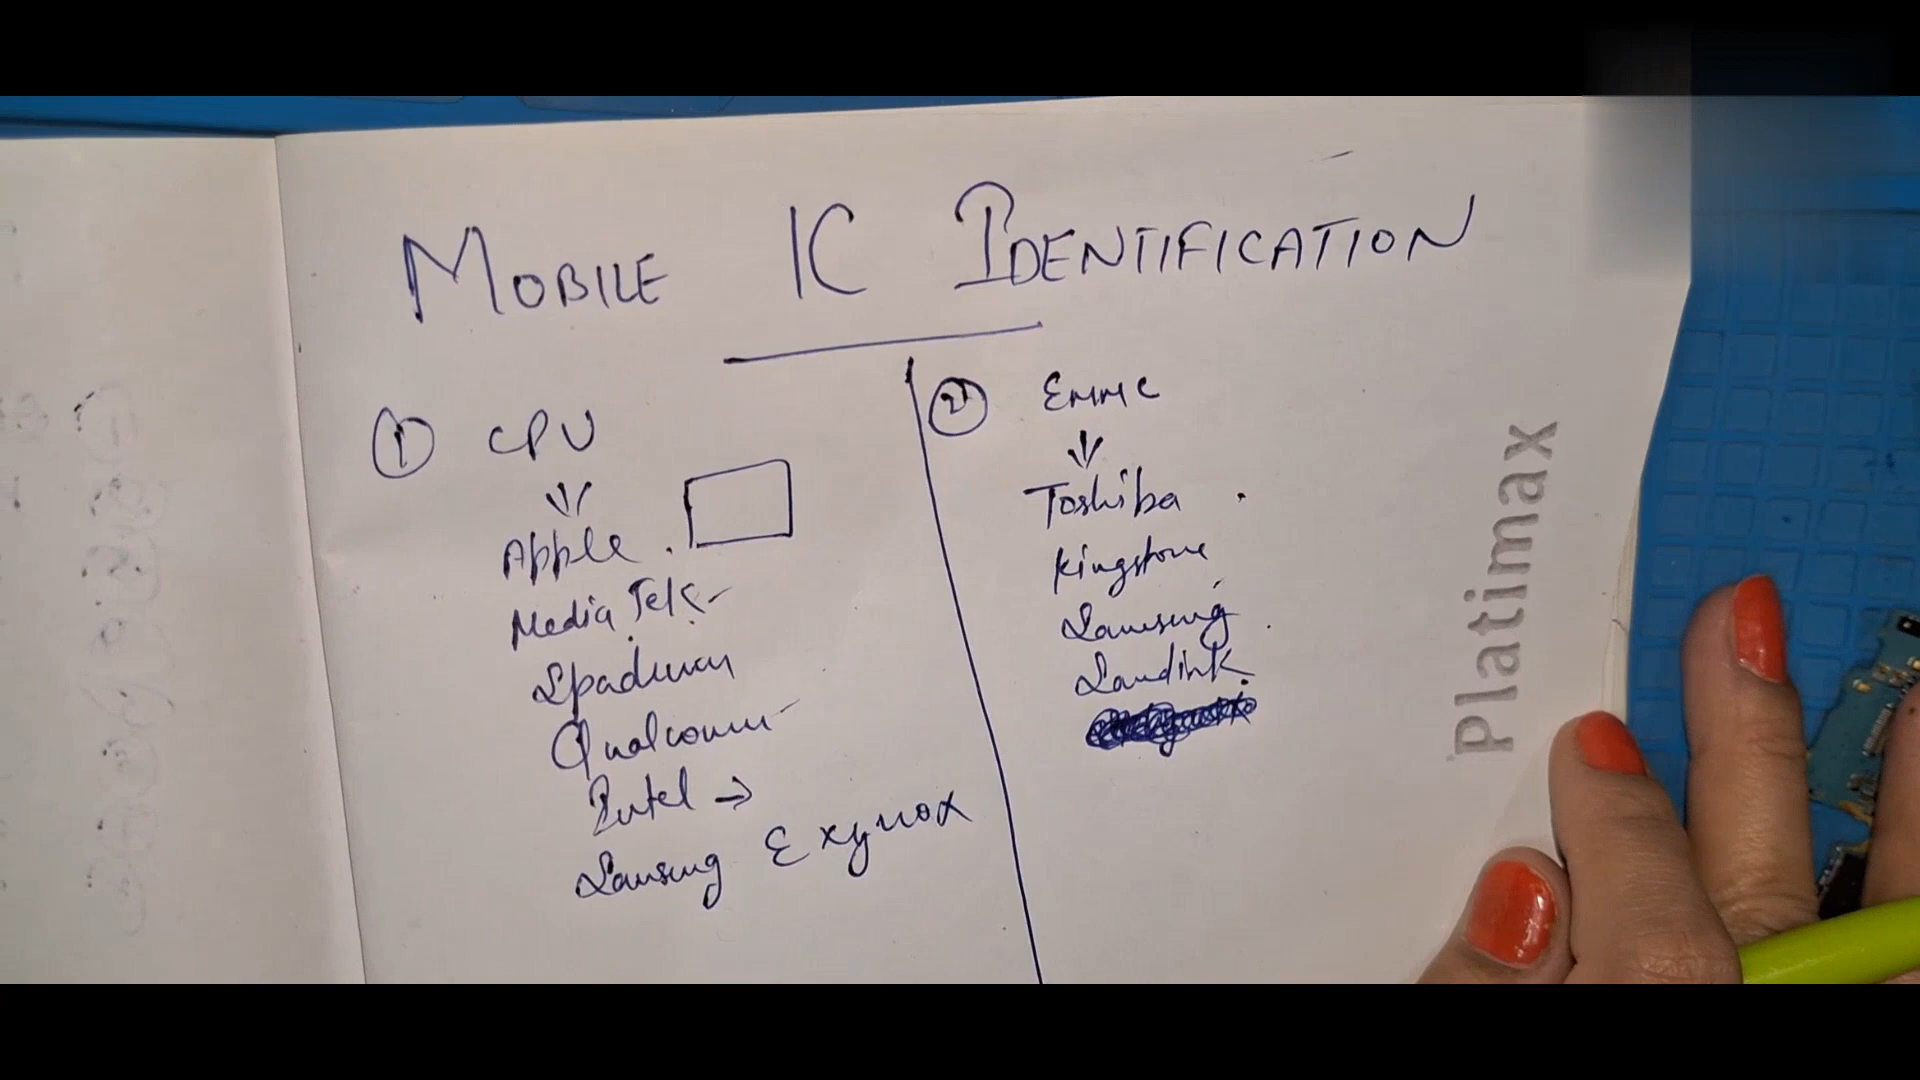 MOBILE IC IDENTIFICATION
1 CPU
Apple.
Media Tek
Spadrum
Qualcomm
Intel →
Samsung Exynox
2 Emmc
Toshiba .
Kingstone
Samsung .
Sandisk
Platimax